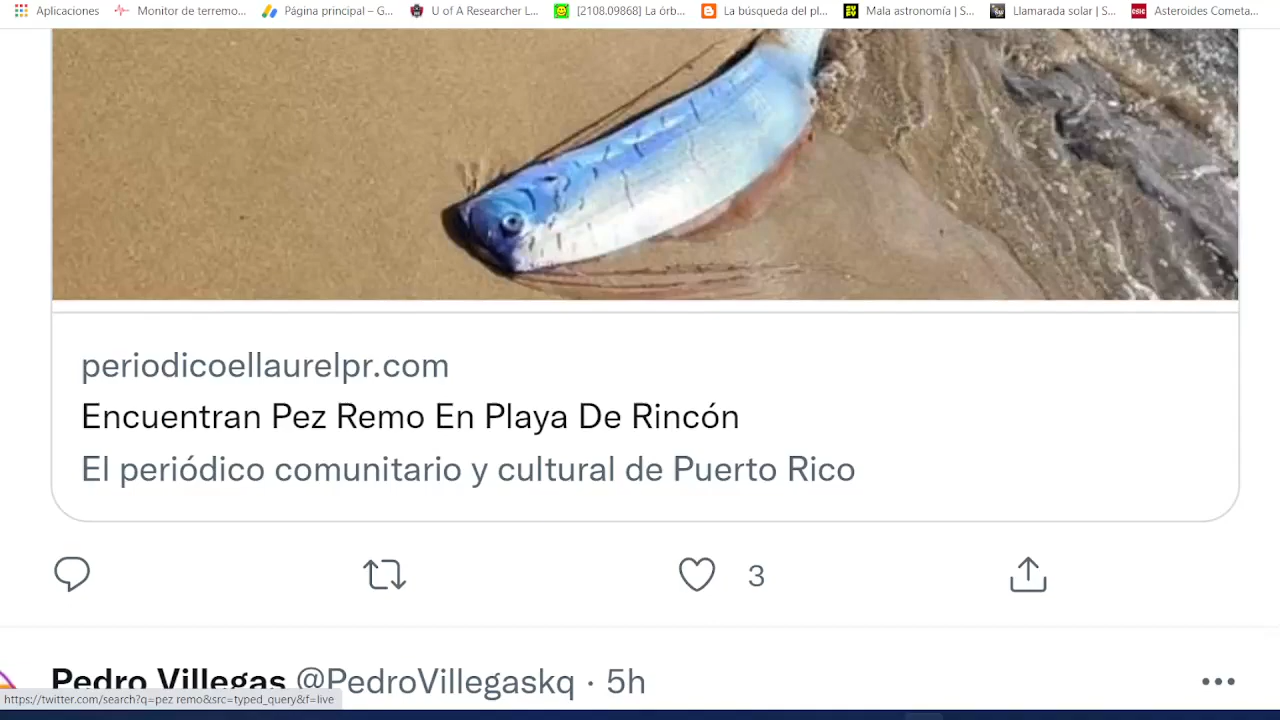 Aplicaciones Monitor de terremo... Página principal – G... U of A Researcher L... [2108.09868] La òrb... La búsqueda del pl... Mala astronomía | S... Llamarada solar | S... Asteroides Cometa...
periodicoellaurelpr.com
Encuentran Pez Remo En Playa De Rincón
El periódico comunitario y cultural de Puerto Rico
3
Pedro Villegas @PedroVillegaskq · 5h
https://twitter.com/search?q=pez remo&src=typed_query&f=live